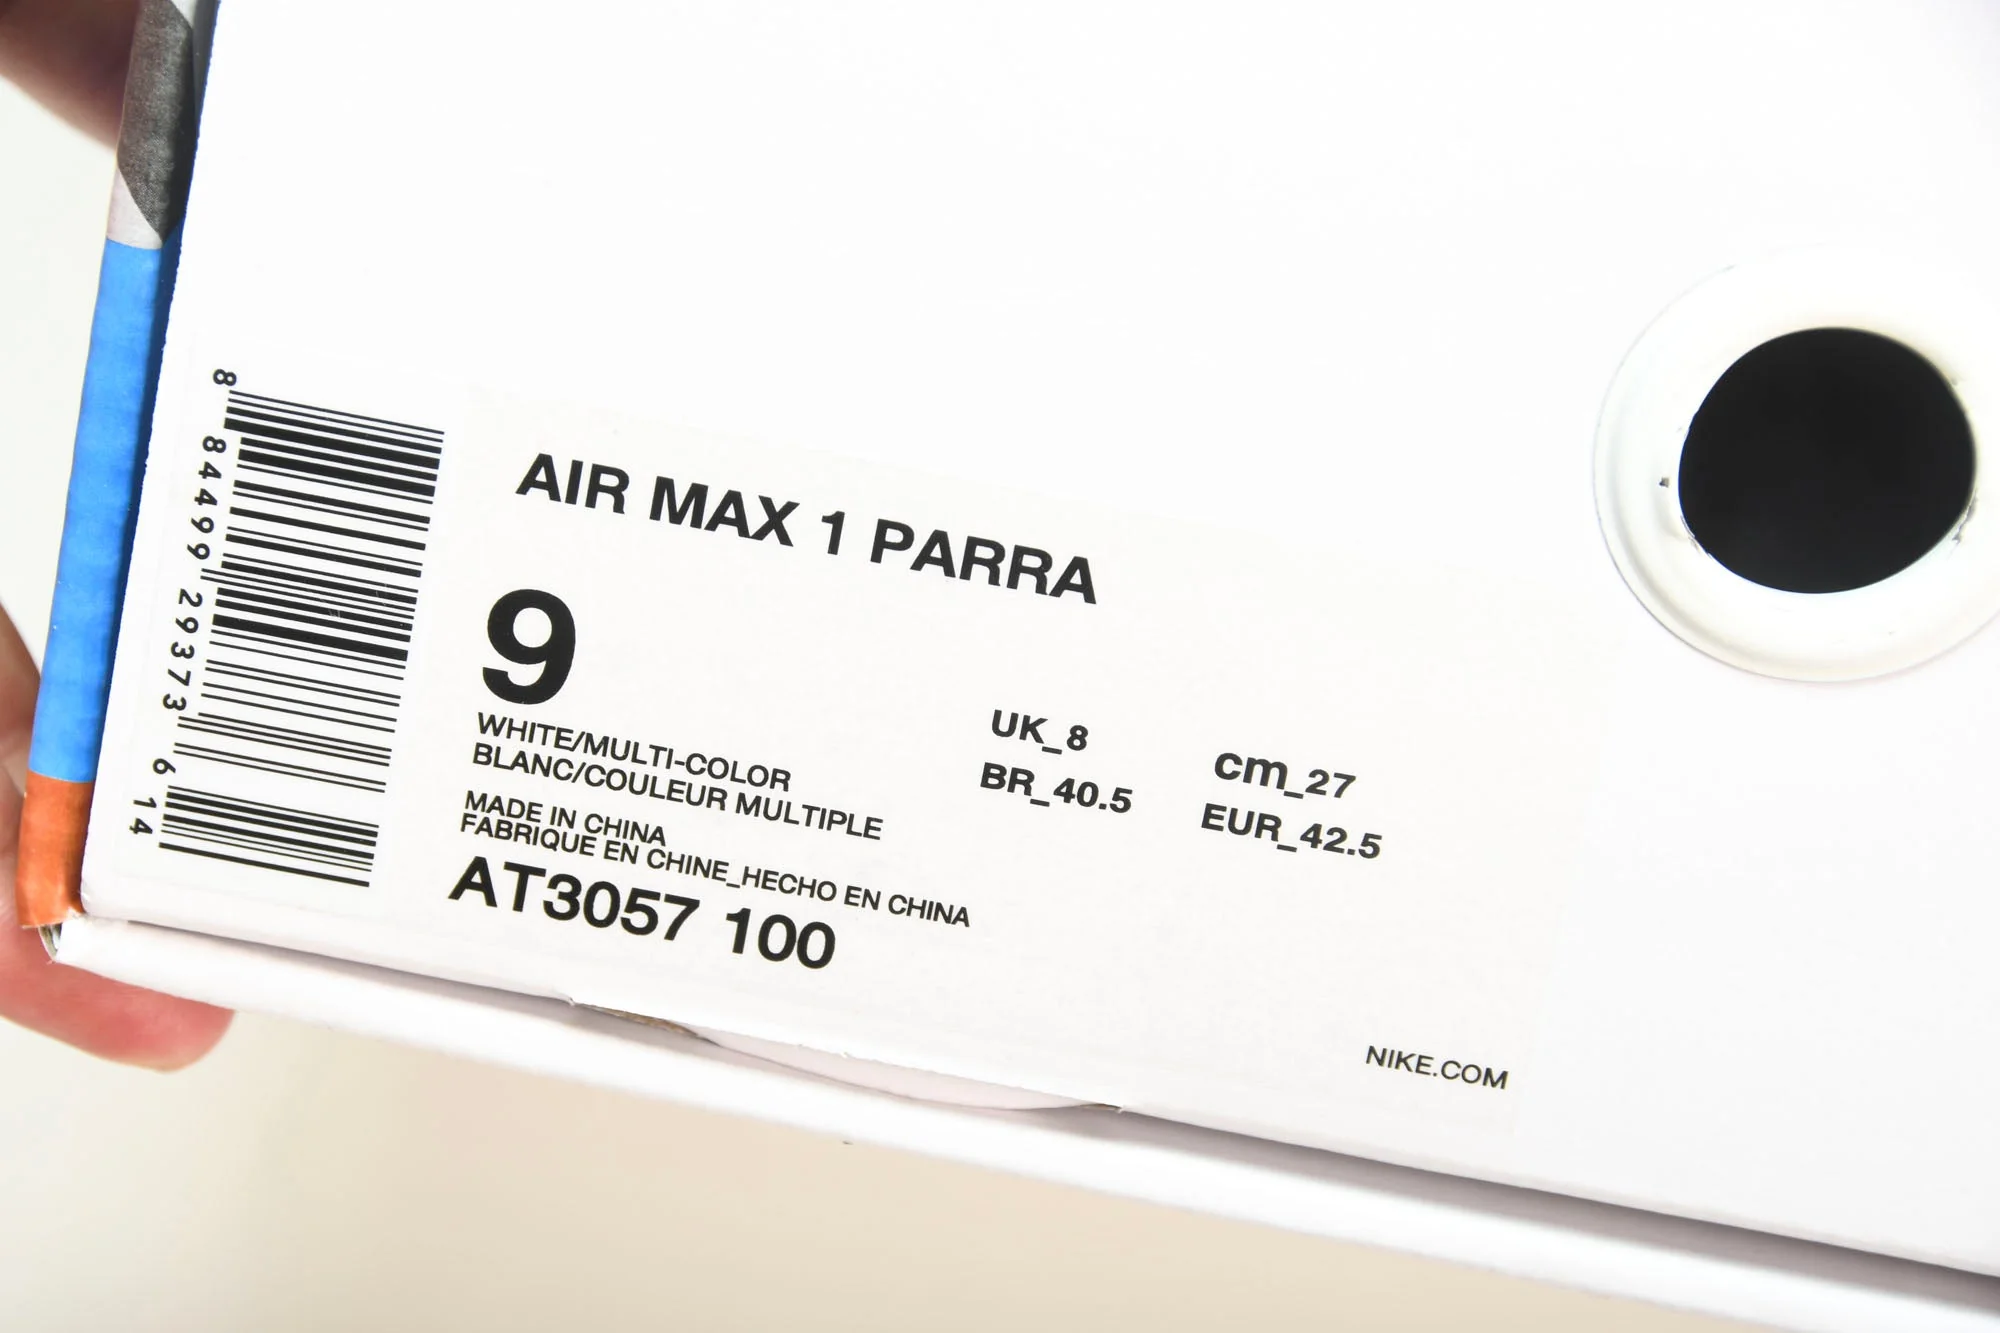 8 84499 29373 6 14
AIR MAX 1 PARRA
9
WHITE/MULTI-COLOR
BLANC/COULEUR MULTIPLE
UK_8
BR_40.5
cm_27
EUR_42.5
MADE IN CHINA
FABRIQUE EN CHINE_HECHO EN CHINA
AT3057 100
NIKE.COM